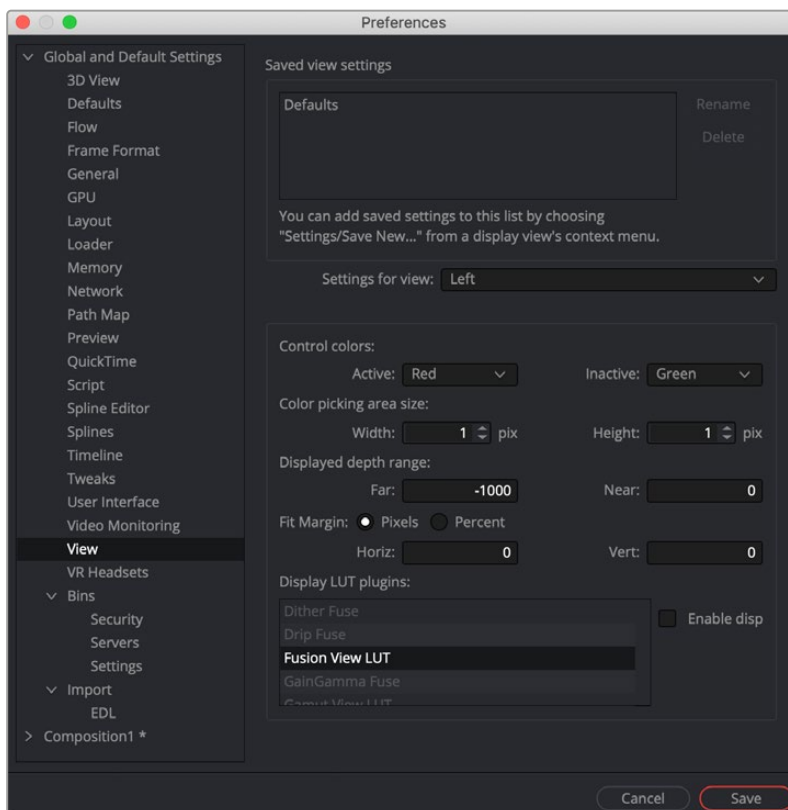 Preferences
Global and Default Settings
3D View
Defaults
Flow
Frame Format
General
GPU
Layout
Loader
Memory
Network
Path Map
Preview
QuickTime
Script
Spline Editor
Splines
Timeline
Tweaks
User Interface
Video Monitoring
View
VR Headsets
Bins
Security
Servers
Settings
Import
EDL
Composition1 *
Saved view settings
Defaults
Rename
Delete
You can add saved settings to this list by choosing
"Settings/Save New..." from a display view's context menu.
Settings for view: Left
Control colors:
Active: Red Inactive: Green
Color picking area size:
Width: 1 pix Height: 1 pix
Displayed depth range:
Far: -1000 Near: 0
Fit Margin: Pixels Percent
Horiz: 0 Vert: 0
Display LUT plugins:
Dither Fuse
Enable disp
Drip Fuse
Fusion View LUT
GainGamma Fuse
Gamut View LUT
Cancel Save